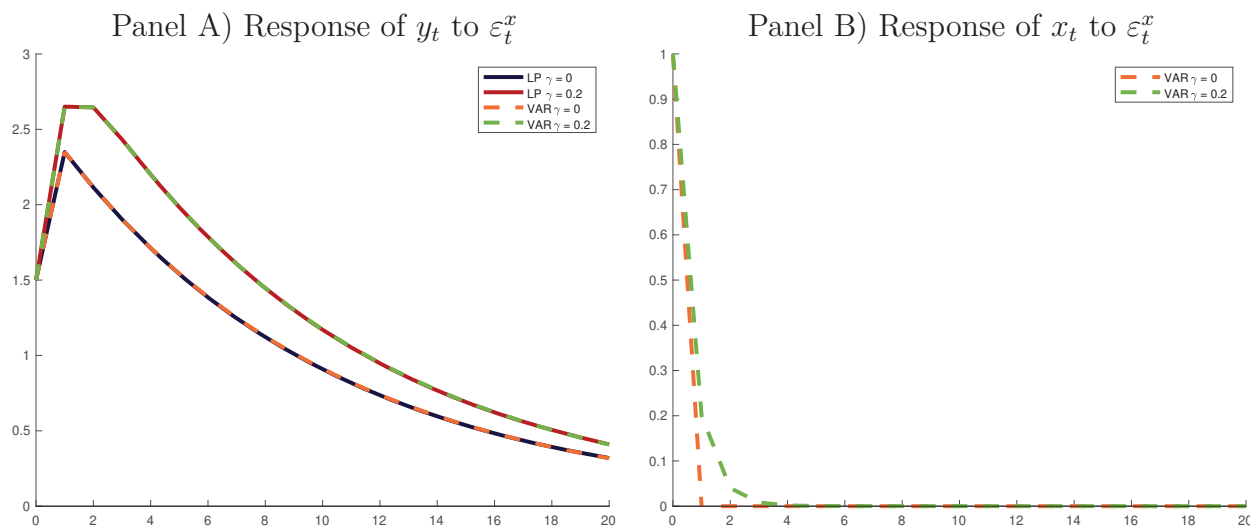 Panel A) Response of $y_t$ to $\varepsilon_t^x$
3
2.5
2
1.5
1
0.5
0
0 2 4 6 8 10 12 14 16 18 20
LP γ = 0
LP γ = 0.2
VAR γ = 0
VAR γ = 0.2
Panel B) Response of $x_t$ to $\varepsilon_t^x$
1
0.9
0.8
0.7
0.6
0.5
0.4
0.3
0.2
0.1
0
0 2 4 6 8 10 12 14 16 18 20
VAR γ = 0
VAR γ = 0.2